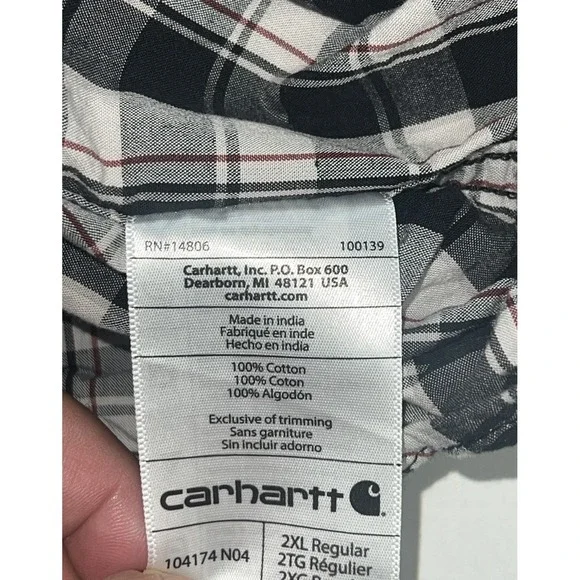 RN#14806 100139
Carhartt, Inc. P.O. Box 600
Dearborn, MI 48121 USA
carhartt.com
Made in india
Fabriqué en inde
Hecho en india
100% Cotton
100% Coton
100% Algodón
Exclusive of trimming
Sans garniture
Sin incluir adorno
carhartt
104174 N04
2XL Regular
2TG Régulier